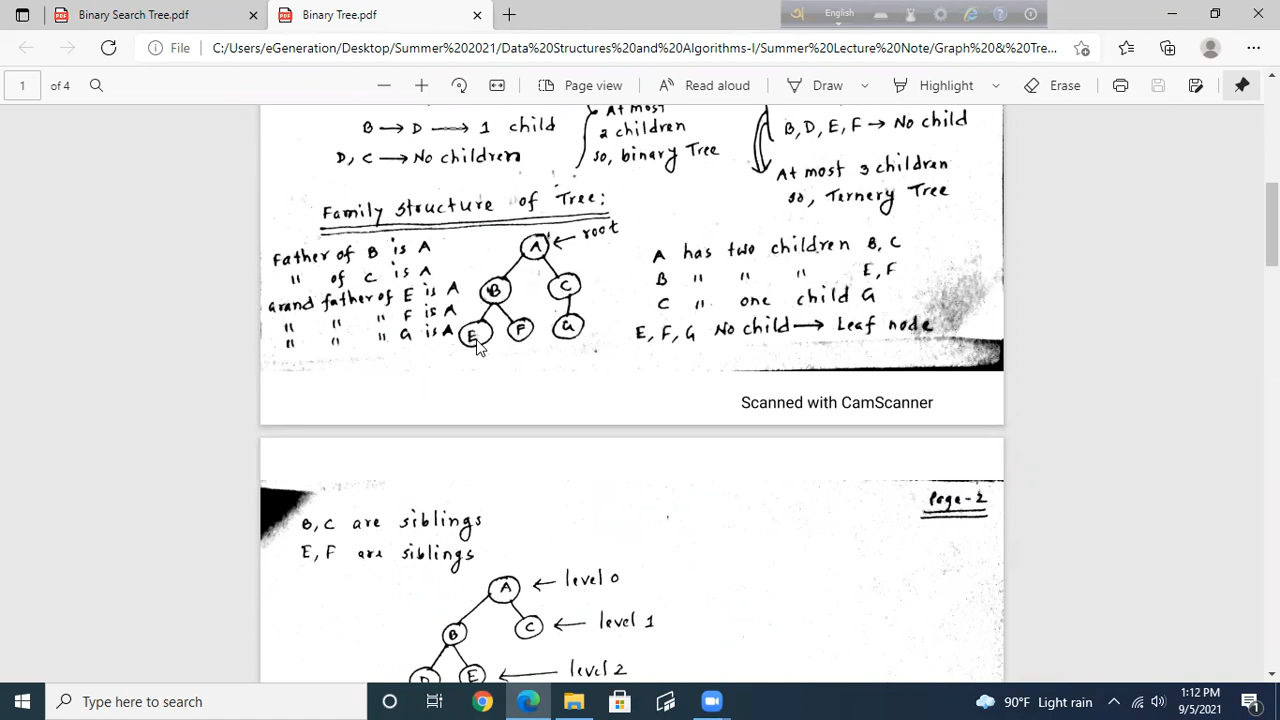 Binary Search Tree.pdf
Binary Tree.pdf
English
File
C:/Users/eGeneration/Desktop/Summer%202021/Data%20Structures%20and%20Algorithms-I/Summer%20Lecture%20Note/Graph%20&%20Tre...
1 of 4
Page view
Read aloud
Draw
Highlight
Erase
B → D → 1 child
D, C → No children
At most
2 children
so, binary Tree
B, D, E, F → No child
At most 3 children
so, Ternery Tree
Family structure of Tree:
Father of B is A
" of C is A
Grand father of E is A
" " " F is A
" " " G is A
A ← root
B C
E F G
A has two children B, C
B " " " E, F
C " one child G
E, F, G No child → Leaf node
Scanned with CamScanner
Page-2
B, C are siblings
E, F are siblings
A ← level 0
B C ← level 1
D E ← level 2
Type here to search
90°F Light rain
1:12 PM
9/5/2021
1